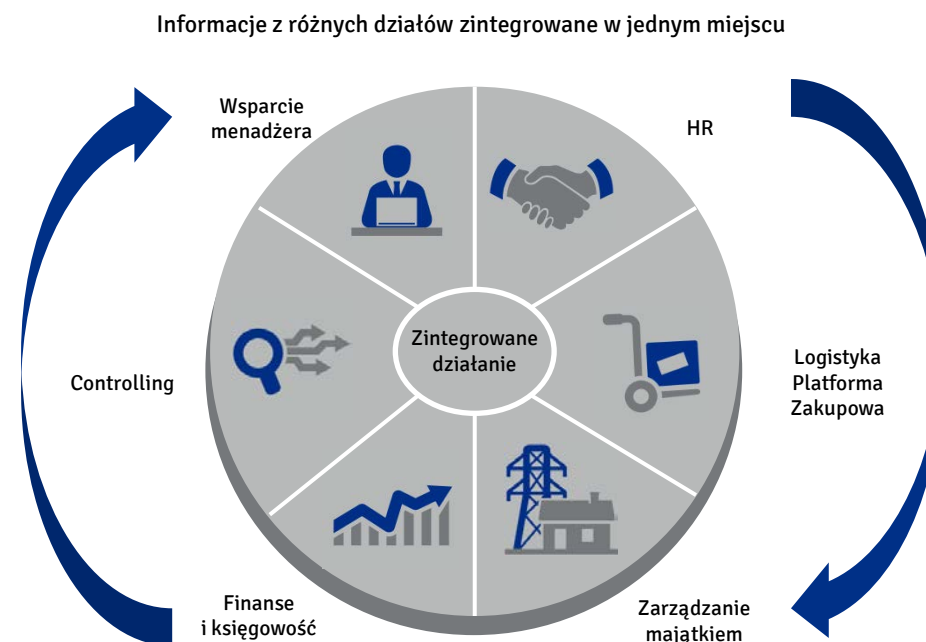 Informacje z różnych działów zintegrowane w jednym miejscu
Wsparcie
menadżera
HR
Zintegrowane
działanie
Controlling
Logistyka
Platforma
Zakupowa
Finanse
i księgowość
Zarządzanie
majątkiem